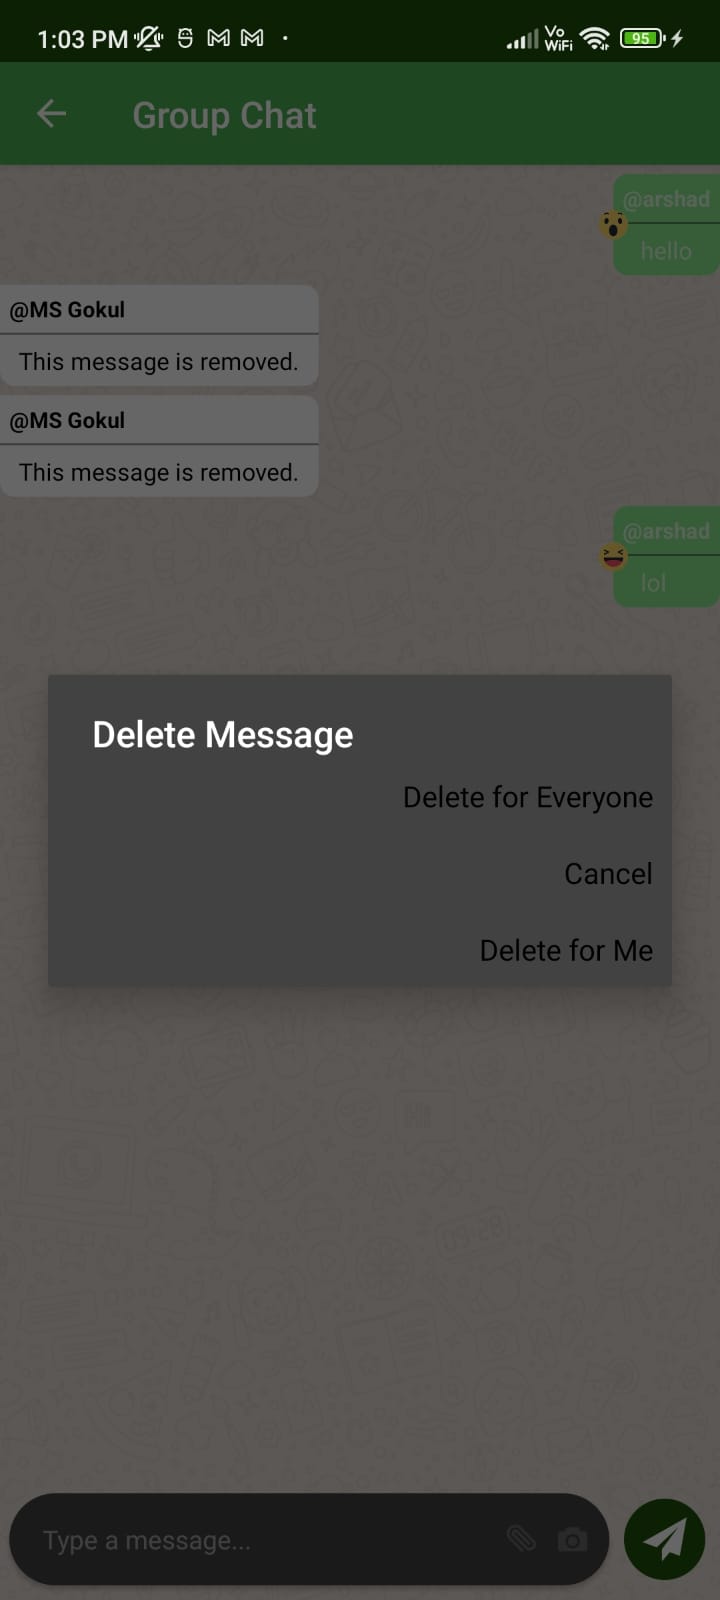 1:03 PM
Vo
WiFi
95
Group Chat
@arshad
hello
@MS Gokul
This message is removed.
@MS Gokul
This message is removed.
@arshad
lol
Delete Message
Delete for Everyone
Cancel
Delete for Me
Type a message...